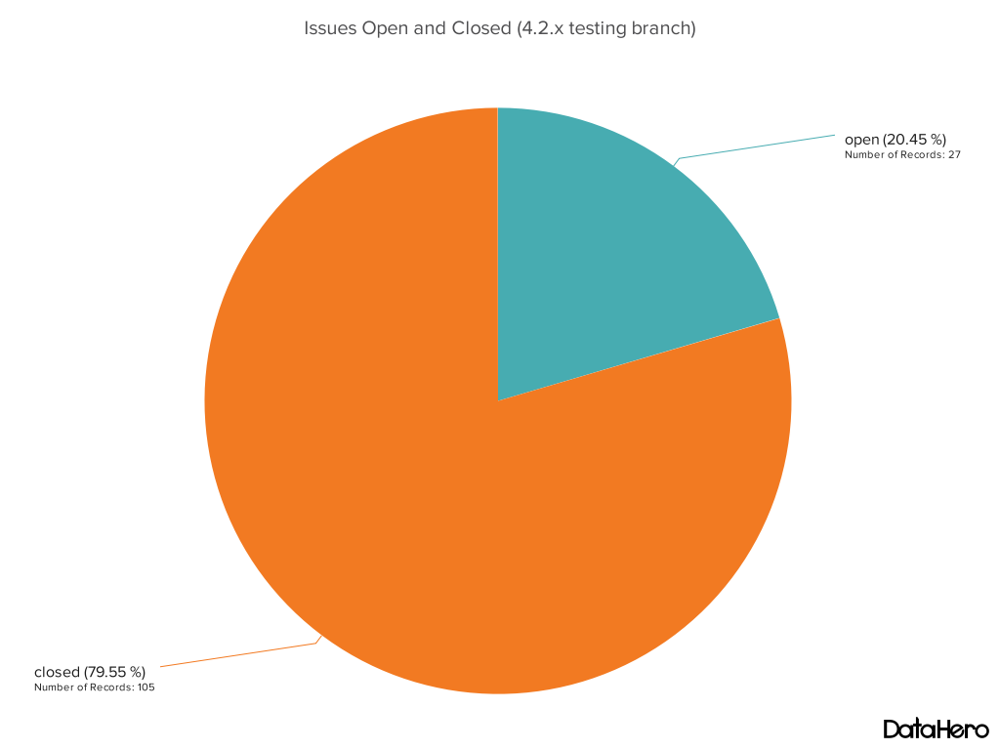 Issues Open and Closed (4.2.x testing branch)
open (20.45 %)
Number of Records: 27
closed (79.55 %)
Number of Records: 105
DataHero